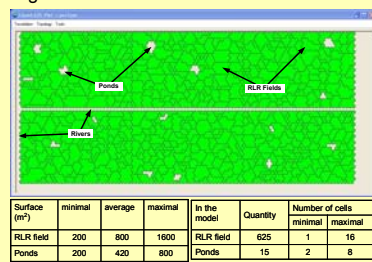 Ponds
RLR Fields
Rivers
Surface (m²) minimal average maximal
RLR field 200 800 1600
Ponds 200 420 800
In the model Quantity Number of cells
minimal maximal
RLR field 625 1 16
Ponds 15 2 8